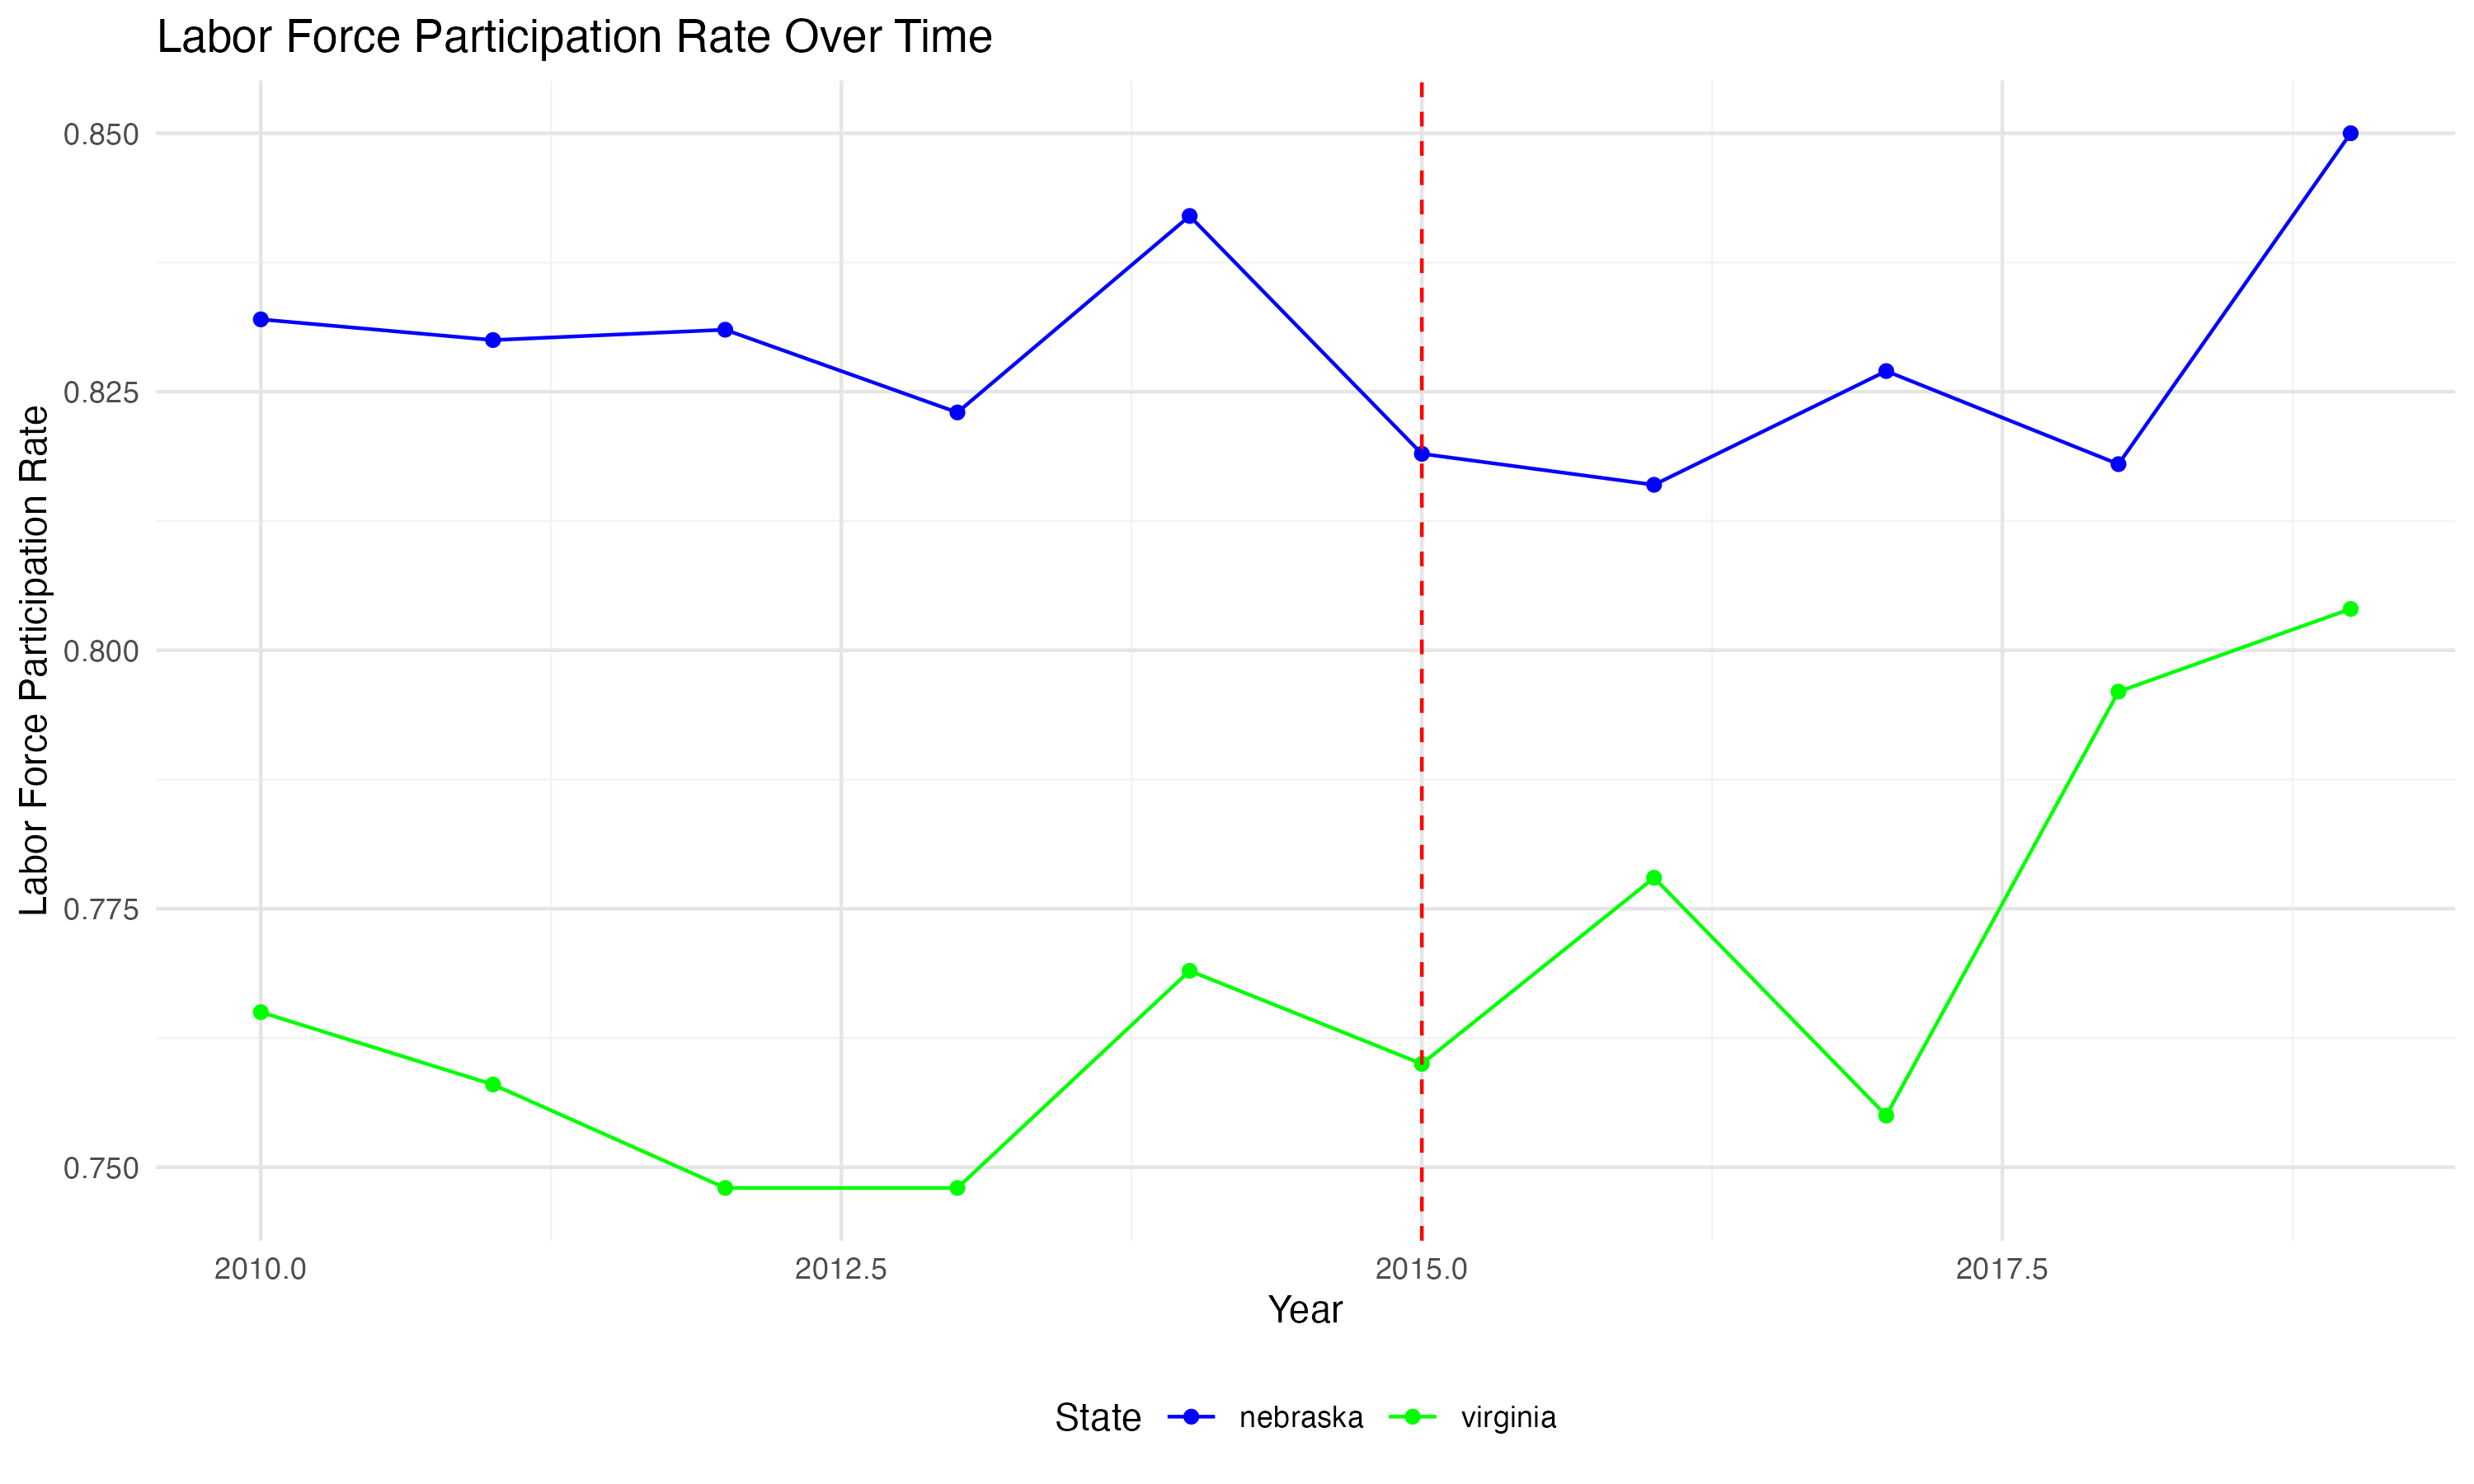 Labor Force Participation Rate Over Time
Labor Force Participation Rate
0.850
0.825
0.800
0.775
0.750
2010.0 2012.5 2015.0 2017.5
Year
State nebraska virginia